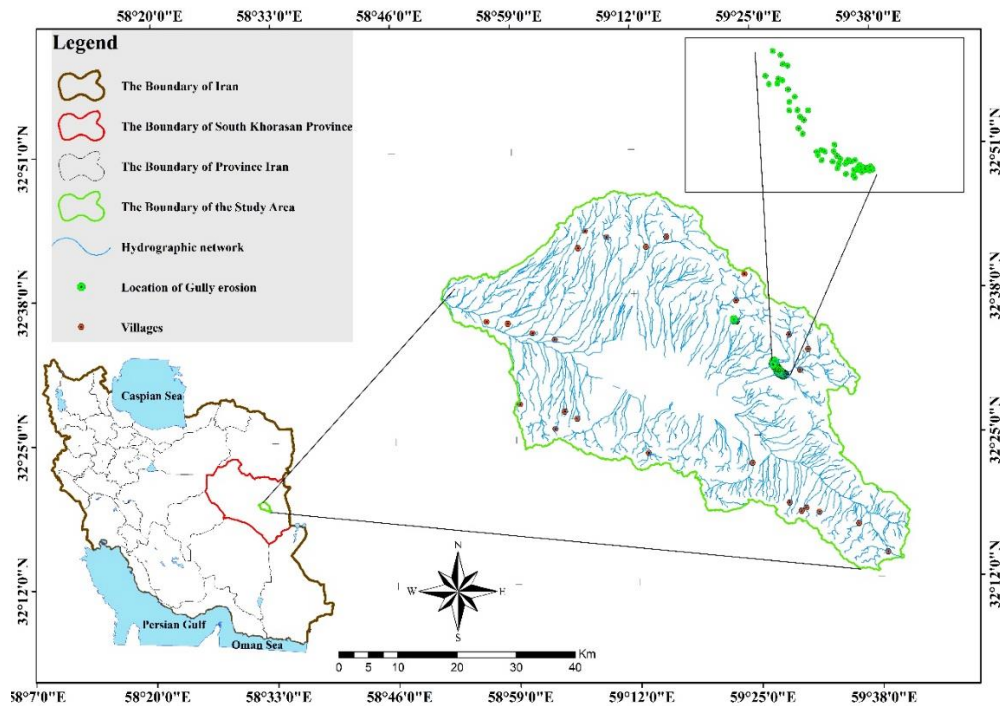 58°20'0"E 58°33'0"E 58°46'0"E 58°59'0"E 59°12'0"E 59°25'0"E 59°38'0"E
Legend
The Boundary of Iran
The Boundary of South Khorasan Province
The Boundary of Province Iran
The Boundary of the Study Area
Hydrographic network
Location of Gully erosion
Villages
32°51'0"N
32°38'0"N
32°25'0"N
32°12'0"N
32°51'0"N
32°38'0"N
32°25'0"N
32°12'0"N
Caspian Sea
Persian Gulf
Oman Sea
N
W E
S
0 5 10 20 30 40 Km
58°7'0"E 58°20'0"E 58°33'0"E 58°46'0"E 58°59'0"E 59°12'0"E 59°25'0"E 59°38'0"E